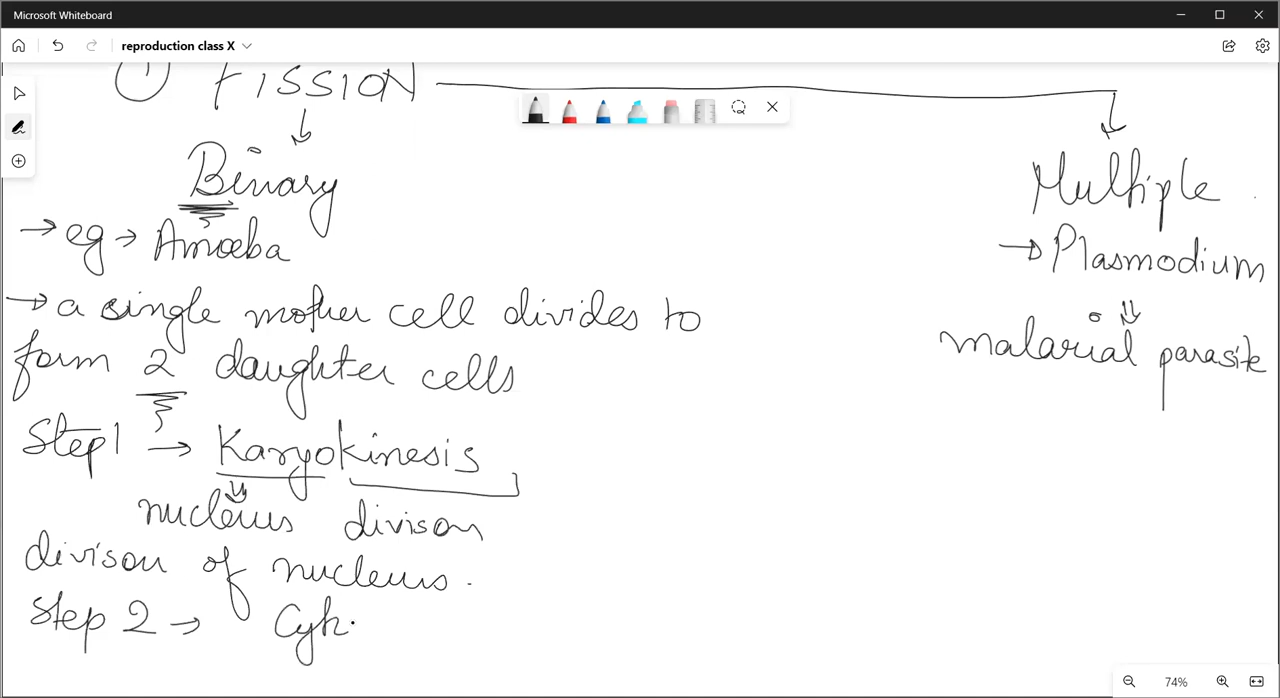 Microsoft Whiteboard
reproduction class X
① FISSION
Binary
→ eg → Amoeba
→ a single mother cell divides to
form 2 daughter cells
Step 1 → Karyokinesis
nucleus divison
divison of nucleus.
Step 2 →
Multiple
→ Plasmodium
malarial parasite
74%